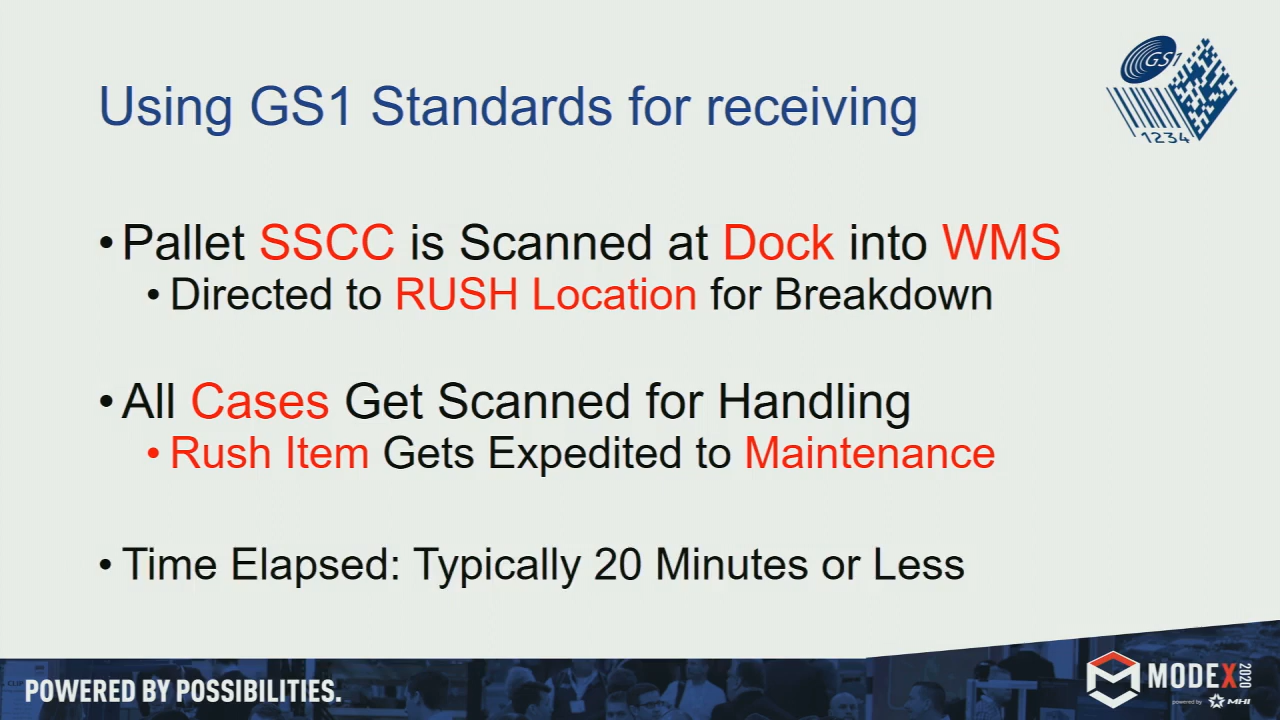 GS1
1234
Using GS1 Standards for receiving
• Pallet SSCC is Scanned at Dock into WMS
• Directed to RUSH Location for Breakdown
• All Cases Get Scanned for Handling
• Rush Item Gets Expedited to Maintenance
• Time Elapsed: Typically 20 Minutes or Less
POWERED BY POSSIBILITIES.
MODEX 2020
powered by MHI